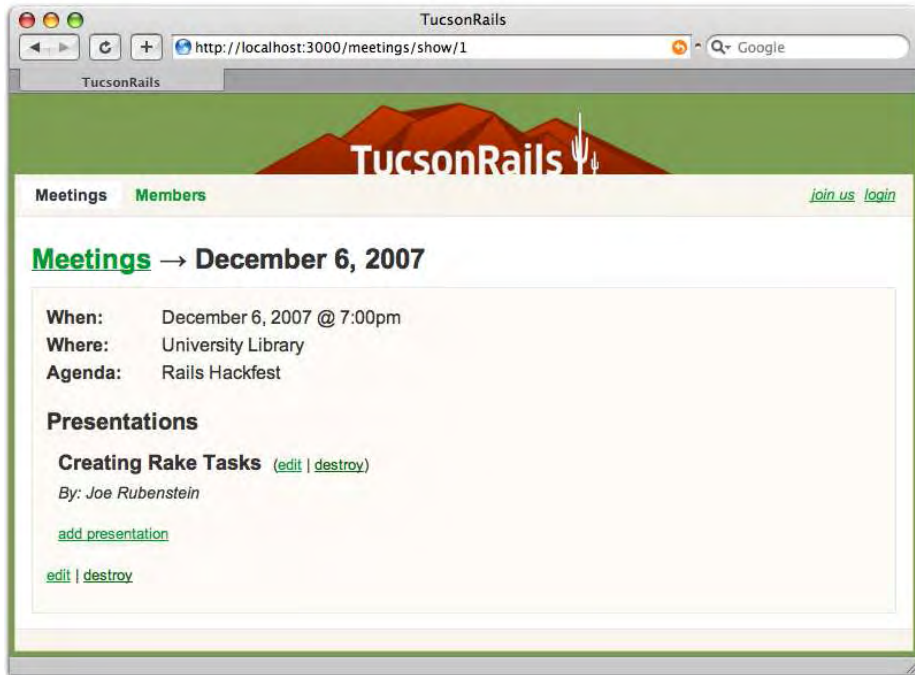 TucsonRails
http://localhost:3000/meetings/show/1
Google
TucsonRails
TucsonRails
Meetings Members join us login
Meetings → December 6, 2007
When: December 6, 2007 @ 7:00pm
Where: University Library
Agenda: Rails Hackfest
Presentations
Creating Rake Tasks (edit | destroy)
By: Joe Rubenstein
add presentation
edit | destroy